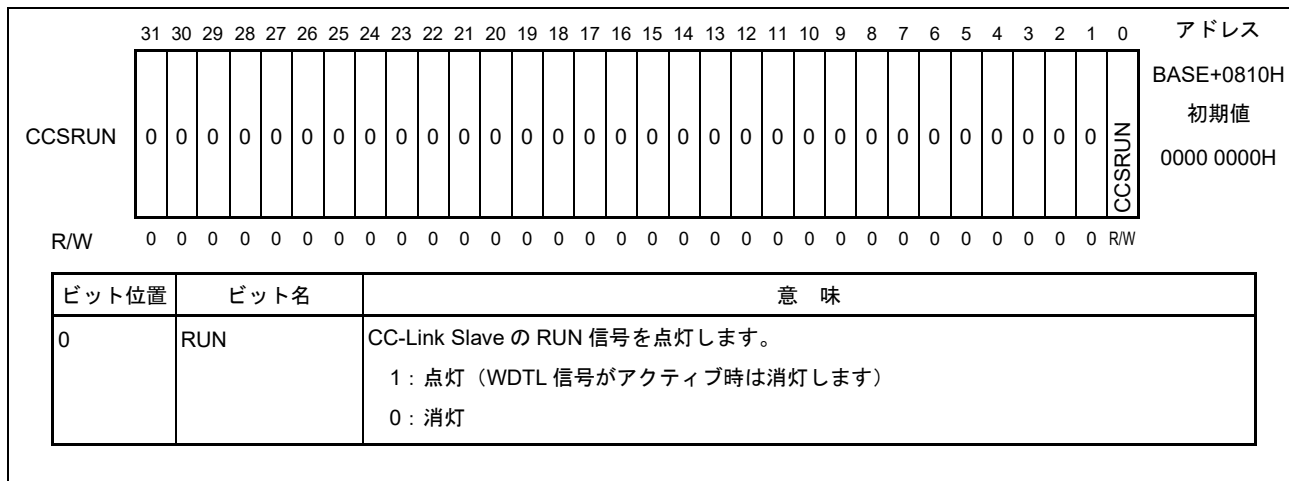 31 30 29 28 27 26 25 24 23 22 21 20 19 18 17 16 15 14 13 12 11 10 9 8 7 6 5 4 3 2 1 0 アドレス
BASE+0810H
初期値
CCSRUN 0 0 0 0 0 0 0 0 0 0 0 0 0 0 0 0 0 0 0 0 0 0 0 0 0 0 0 0 0 0 0 CCSRUN 0000 0000H
R/W 0 0 0 0 0 0 0 0 0 0 0 0 0 0 0 0 0 0 0 0 0 0 0 0 0 0 0 0 0 0 0 R/W
ビット位置 ビット名 意 味
0 RUN CC-Link Slave の RUN 信号を点灯します。
1：点灯（WDTL 信号がアクティブ時は消灯します）
0：消灯